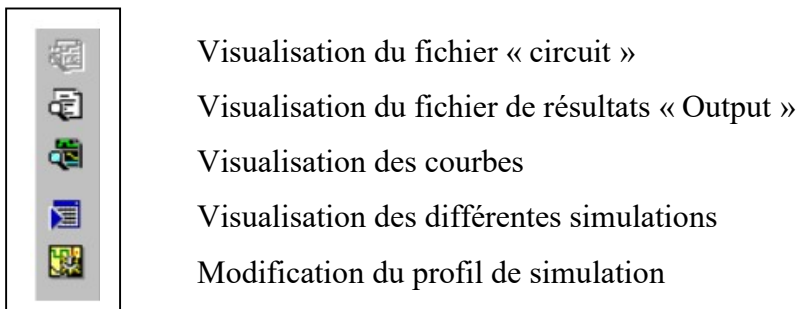 Visualisation du fichier « circuit »
Visualisation du fichier de résultats « Output »
Visualisation des courbes
Visualisation des différentes simulations
Modification du profil de simulation